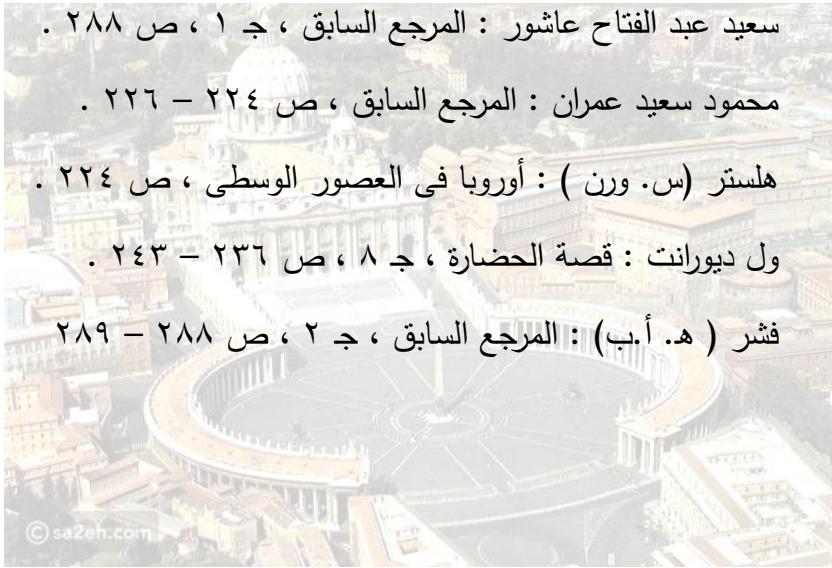 سعيد عبد الفتاح عاشور : المرجع السابق ، جـ ١ ، ص ٢٨٨ .
محمود سعيد عمران : المرجع السابق ، ص ٢٢٤ – ٢٢٦ .
هلستر (س. ورن ) : أوروبا فى العصور الوسطى ، ص ٢٢٤ .
ول ديورانت : قصة الحضارة ، جـ ٨ ، ص ٢٣٦ – ٢٤٣ .
فشر ( هـ. أ.ب) : المرجع السابق ، جـ ٢ ، ص ٢٨٨ – ٢٨٩
© sa2eh.com